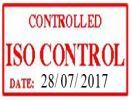 CONTROLLED
ISO CONTROL
DATE: 28/07/2017